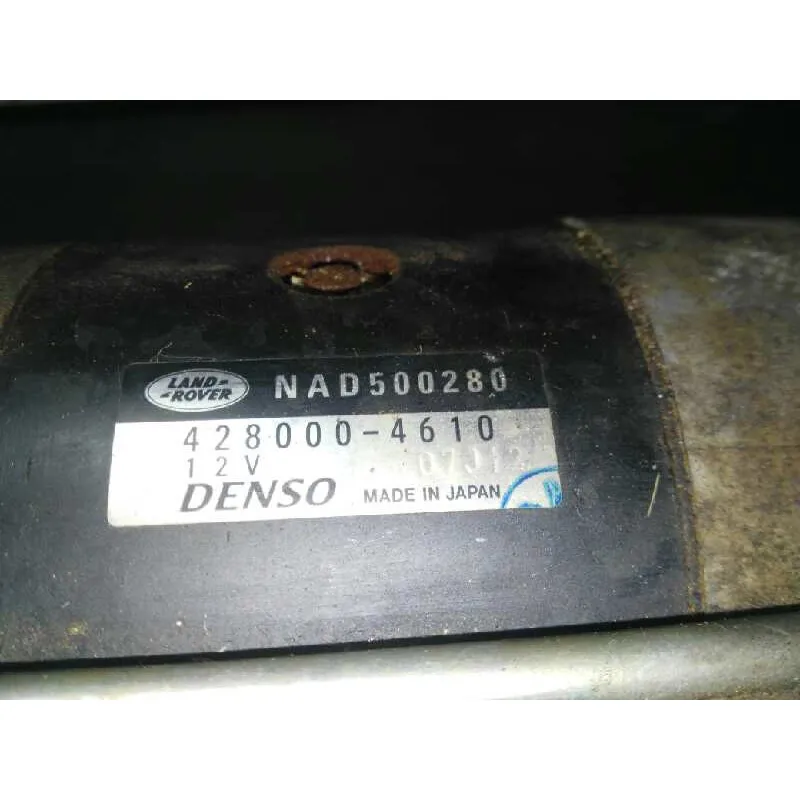 LAND-
-ROVER
NAD500280
428000-4610
12V
DENSO MADE IN JAPAN